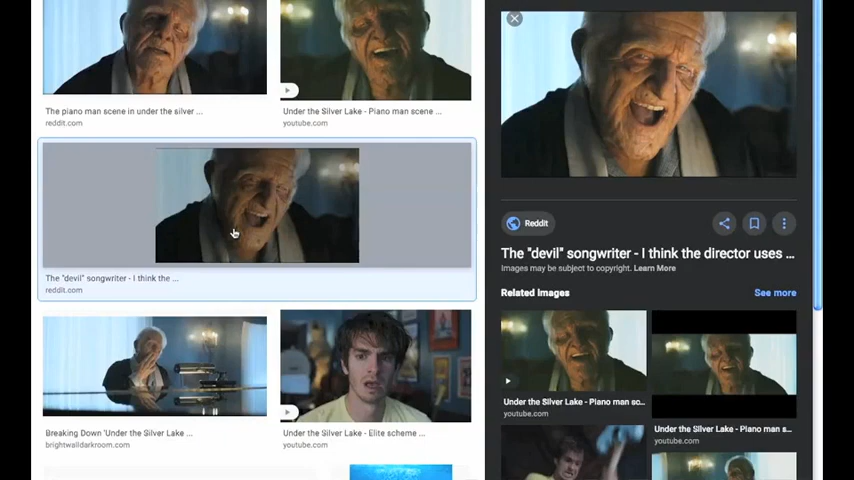 The piano man scene in under the silver ...
reddit.com
Under the Silver Lake - Piano man scene ...
youtube.com
The "devil" songwriter - I think the ...
reddit.com
Breaking Down 'Under the Silver Lake ...
brightwalldarkroom.com
Under the Silver Lake - Elite scheme ...
youtube.com
Reddit
The "devil" songwriter - I think the director uses ...
Images may be subject to copyright. Learn More
Related Images
See more
Under the Silver Lake - Piano man sc...
youtube.com
Under the Silver Lake - Piano man s...
youtube.com